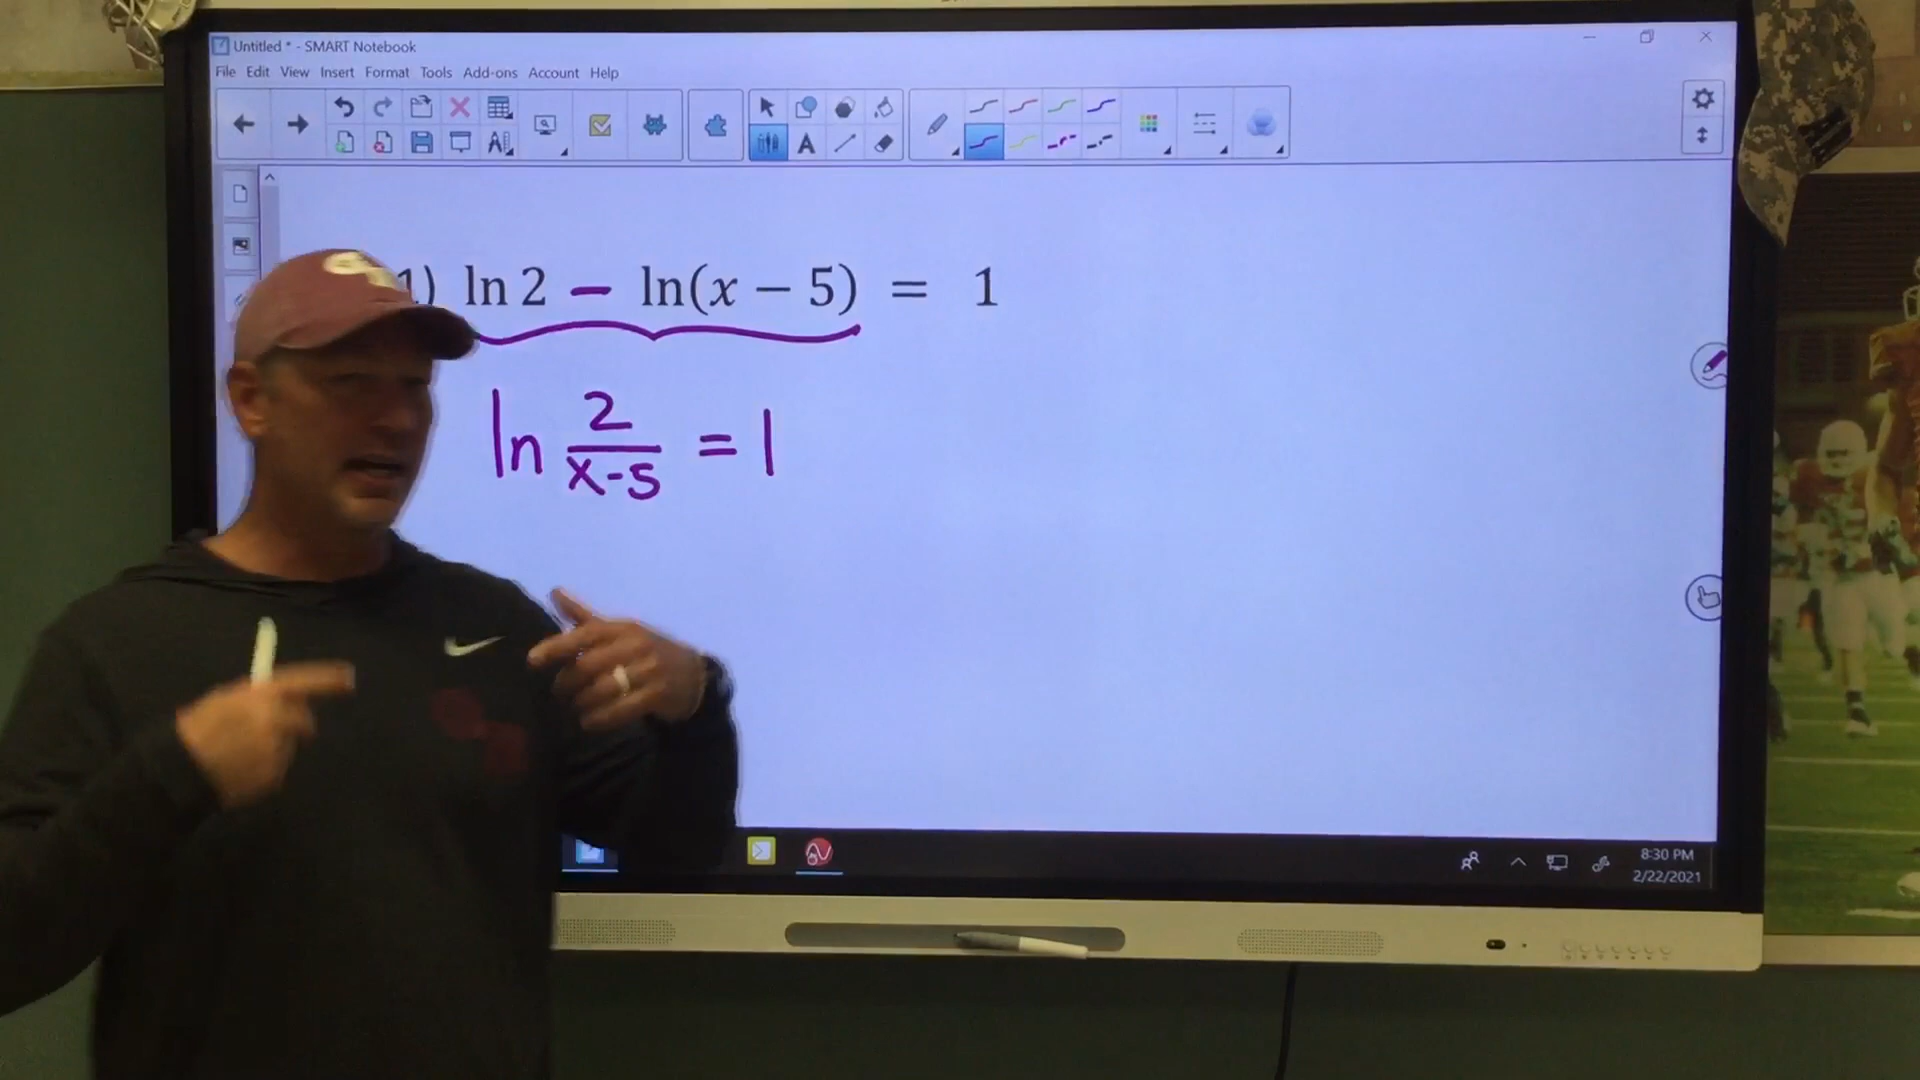 Untitled * - SMART Notebook
File Edit View Insert Format Tools Add-ons Account Help
1) ln 2 − ln(x − 5) = 1
ln 2/(x-5) = 1
8:30 PM
2/22/2021